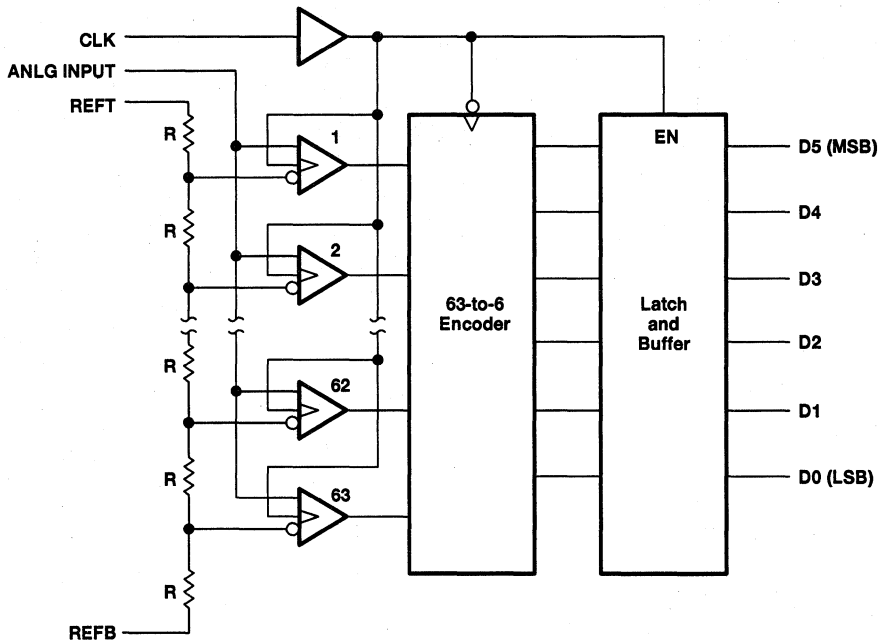 CLK
ANLG INPUT
REFT
R
1
EN
D5 (MSB)
R
2
D4
63-to-6
Encoder
Latch
and
Buffer
D3
D2
R
62
D1
R
63
D0 (LSB)
R
REFB